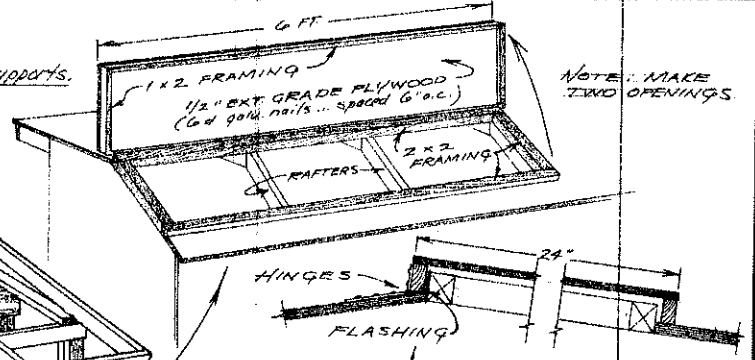 6 FT.
upports.
1 x 2 FRAMING
1/2" EXT GRADE PLYWOOD
(6d galv. nails... spaced 6" o.c.)
NOTE: MAKE
TWO OPENINGS
2 x 2
FRAMING
RAFTERS
24"
HINGES
FLASHING